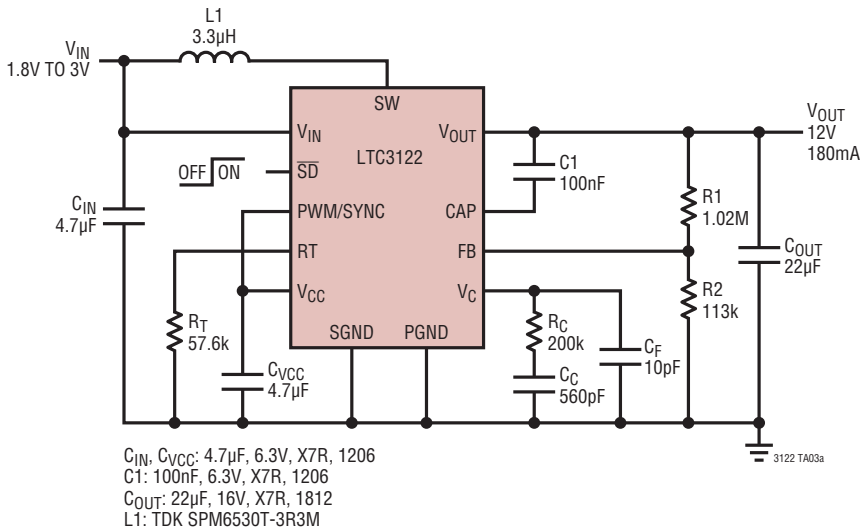 L1
3.3µH
VIN
1.8V TO 3V
SW
VIN
VOUT
LTC3122
VOUT
12V
180mA
OFF ON
SD
C1
100nF
R1
1.02M
CIN
4.7µF
PWM/SYNC
CAP
RT
FB
COUT
22µF
VCC
VC
R2
113k
RT
57.6k
SGND
PGND
RC
200k
CF
10pF
CVCC
4.7µF
CC
560pF
3122 TA03a
CIN, CVCC: 4.7µF, 6.3V, X7R, 1206
C1: 100nF, 6.3V, X7R, 1206
COUT: 22µF, 16V, X7R, 1812
L1: TDK SPM6530T-3R3M